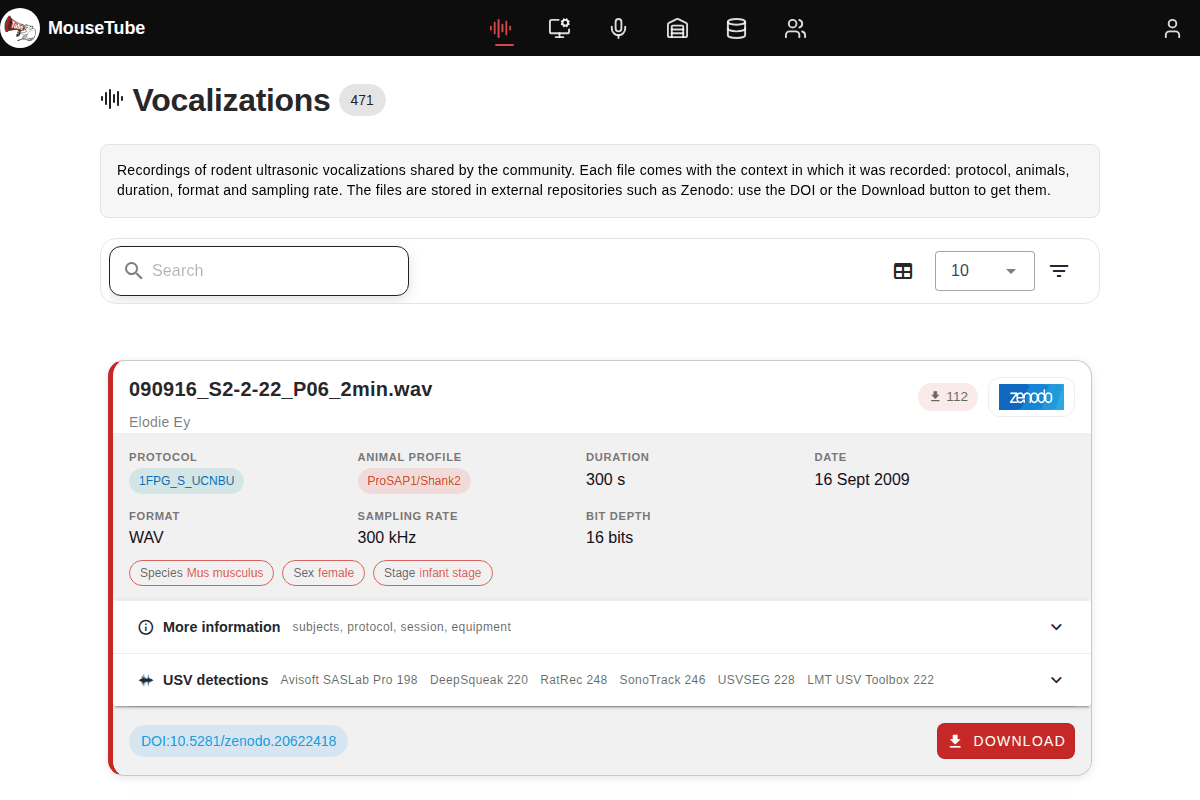 MouseTube
Vocalizations 471
Recordings of rodent ultrasonic vocalizations shared by the community. Each file comes with the context in which it was recorded: protocol, animals,
duration, format and sampling rate. The files are stored in external repositories such as Zenodo: use the DOI or the Download button to get them.
Search
10
090916_S2-2-22_P06_2min.wav
112
zenodo
Elodie Ey
PROTOCOL ANIMAL PROFILE DURATION DATE
1FPG_S_UCNBU ProSAP1/Shank2 300 s 16 Sept 2009
FORMAT SAMPLING RATE BIT DEPTH
WAV 300 kHz 16 bits
Species Mus musculus Sex female Stage infant stage
More information subjects, protocol, session, equipment
USV detections Avisoft SASLab Pro 198 DeepSqueak 220 RatRec 248 SonoTrack 246 USVSEG 228 LMT USV Toolbox 222
DOI:10.5281/zenodo.20622418 DOWNLOAD